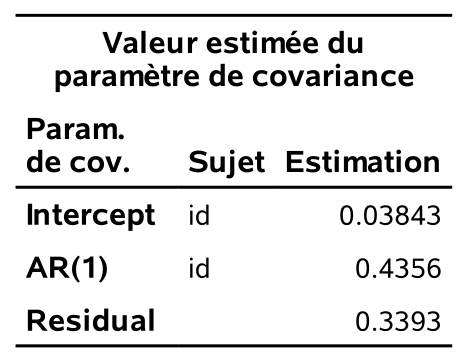 Valeur estimée du
paramètre de covariance
Param.
de cov. Sujet Estimation
Intercept id 0.03843
AR(1) id 0.4356
Residual 0.3393